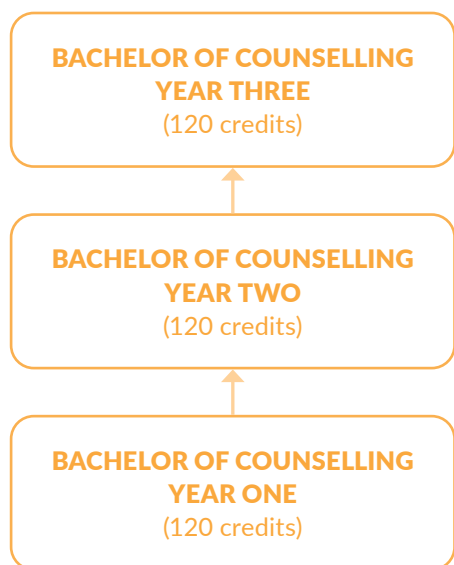 BACHELOR OF COUNSELLING
YEAR THREE
(120 credits)
BACHELOR OF COUNSELLING
YEAR TWO
(120 credits)
BACHELOR OF COUNSELLING
YEAR ONE
(120 credits)